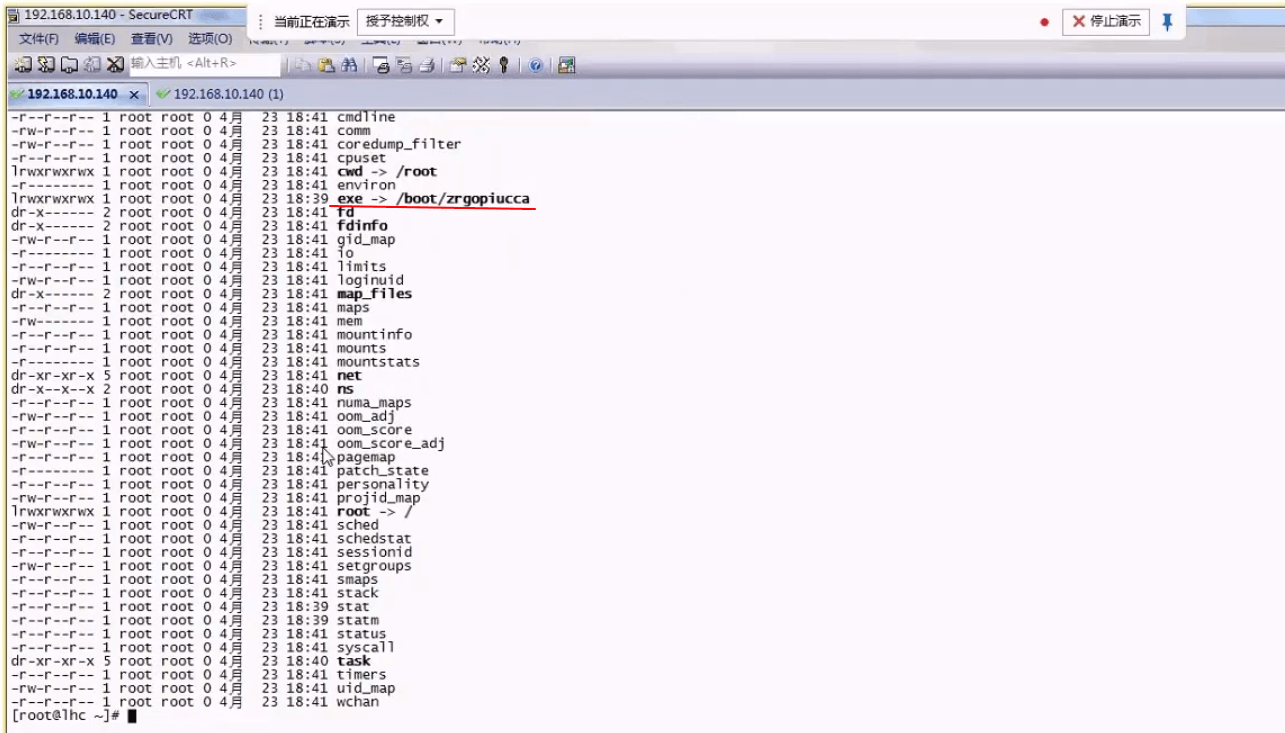 192.168.10.140 - SecureCRT
当前正在演示 授予控制权 停止演示
文件(F) 编辑(E) 查看(V) 选项(O)
输入主机 <Alt+R>
192.168.10.140 x 192.168.10.140 (1)
-r--r--r-- 1 root root 0 4月 23 18:41 cmdline
-rw-r--r-- 1 root root 0 4月 23 18:41 comm
-rw-r--r-- 1 root root 0 4月 23 18:41 coredump_filter
-r--r--r-- 1 root root 0 4月 23 18:41 cpuset
lrwxrwxrwx 1 root root 0 4月 23 18:41 cwd -> /root
-r-------- 1 root root 0 4月 23 18:41 environ
lrwxrwxrwx 1 root root 0 4月 23 18:39 exe -> /boot/zrgopiucca
dr-x------ 2 root root 0 4月 23 18:41 fd
dr-x------ 2 root root 0 4月 23 18:41 fdinfo
-rw-r--r-- 1 root root 0 4月 23 18:41 gid_map
-r-------- 1 root root 0 4月 23 18:41 io
-r--r--r-- 1 root root 0 4月 23 18:41 limits
-rw-r--r-- 1 root root 0 4月 23 18:41 loginuid
dr-x------ 2 root root 0 4月 23 18:41 map_files
-r--r--r-- 1 root root 0 4月 23 18:41 maps
-rw------- 1 root root 0 4月 23 18:41 mem
-r--r--r-- 1 root root 0 4月 23 18:41 mountinfo
-r--r--r-- 1 root root 0 4月 23 18:41 mounts
-r-------- 1 root root 0 4月 23 18:41 mountstats
dr-xr-xr-x 5 root root 0 4月 23 18:41 net
dr-x--x--x 2 root root 0 4月 23 18:40 ns
-r--r--r-- 1 root root 0 4月 23 18:41 numa_maps
-rw-r--r-- 1 root root 0 4月 23 18:41 oom_adj
-r--r--r-- 1 root root 0 4月 23 18:41 oom_score
-rw-r--r-- 1 root root 0 4月 23 18:41 oom_score_adj
-r--r--r-- 1 root root 0 4月 23 18:41 pagemap
-r-------- 1 root root 0 4月 23 18:41 patch_state
-r--r--r-- 1 root root 0 4月 23 18:41 personality
-rw-r--r-- 1 root root 0 4月 23 18:41 projid_map
lrwxrwxrwx 1 root root 0 4月 23 18:41 root -> /
-rw-r--r-- 1 root root 0 4月 23 18:41 sched
-r--r--r-- 1 root root 0 4月 23 18:41 schedstat
-r--r--r-- 1 root root 0 4月 23 18:41 sessionid
-rw-r--r-- 1 root root 0 4月 23 18:41 setgroups
-r--r--r-- 1 root root 0 4月 23 18:41 smaps
-r--r--r-- 1 root root 0 4月 23 18:41 stack
-r--r--r-- 1 root root 0 4月 23 18:39 stat
-r--r--r-- 1 root root 0 4月 23 18:39 statm
-r--r--r-- 1 root root 0 4月 23 18:41 status
-r--r--r-- 1 root root 0 4月 23 18:41 syscall
dr-xr-xr-x 5 root root 0 4月 23 18:40 task
-r--r--r-- 1 root root 0 4月 23 18:41 timers
-rw-r--r-- 1 root root 0 4月 23 18:41 uid_map
-r--r--r-- 1 root root 0 4月 23 18:41 wchan
[root@lhc ~]#